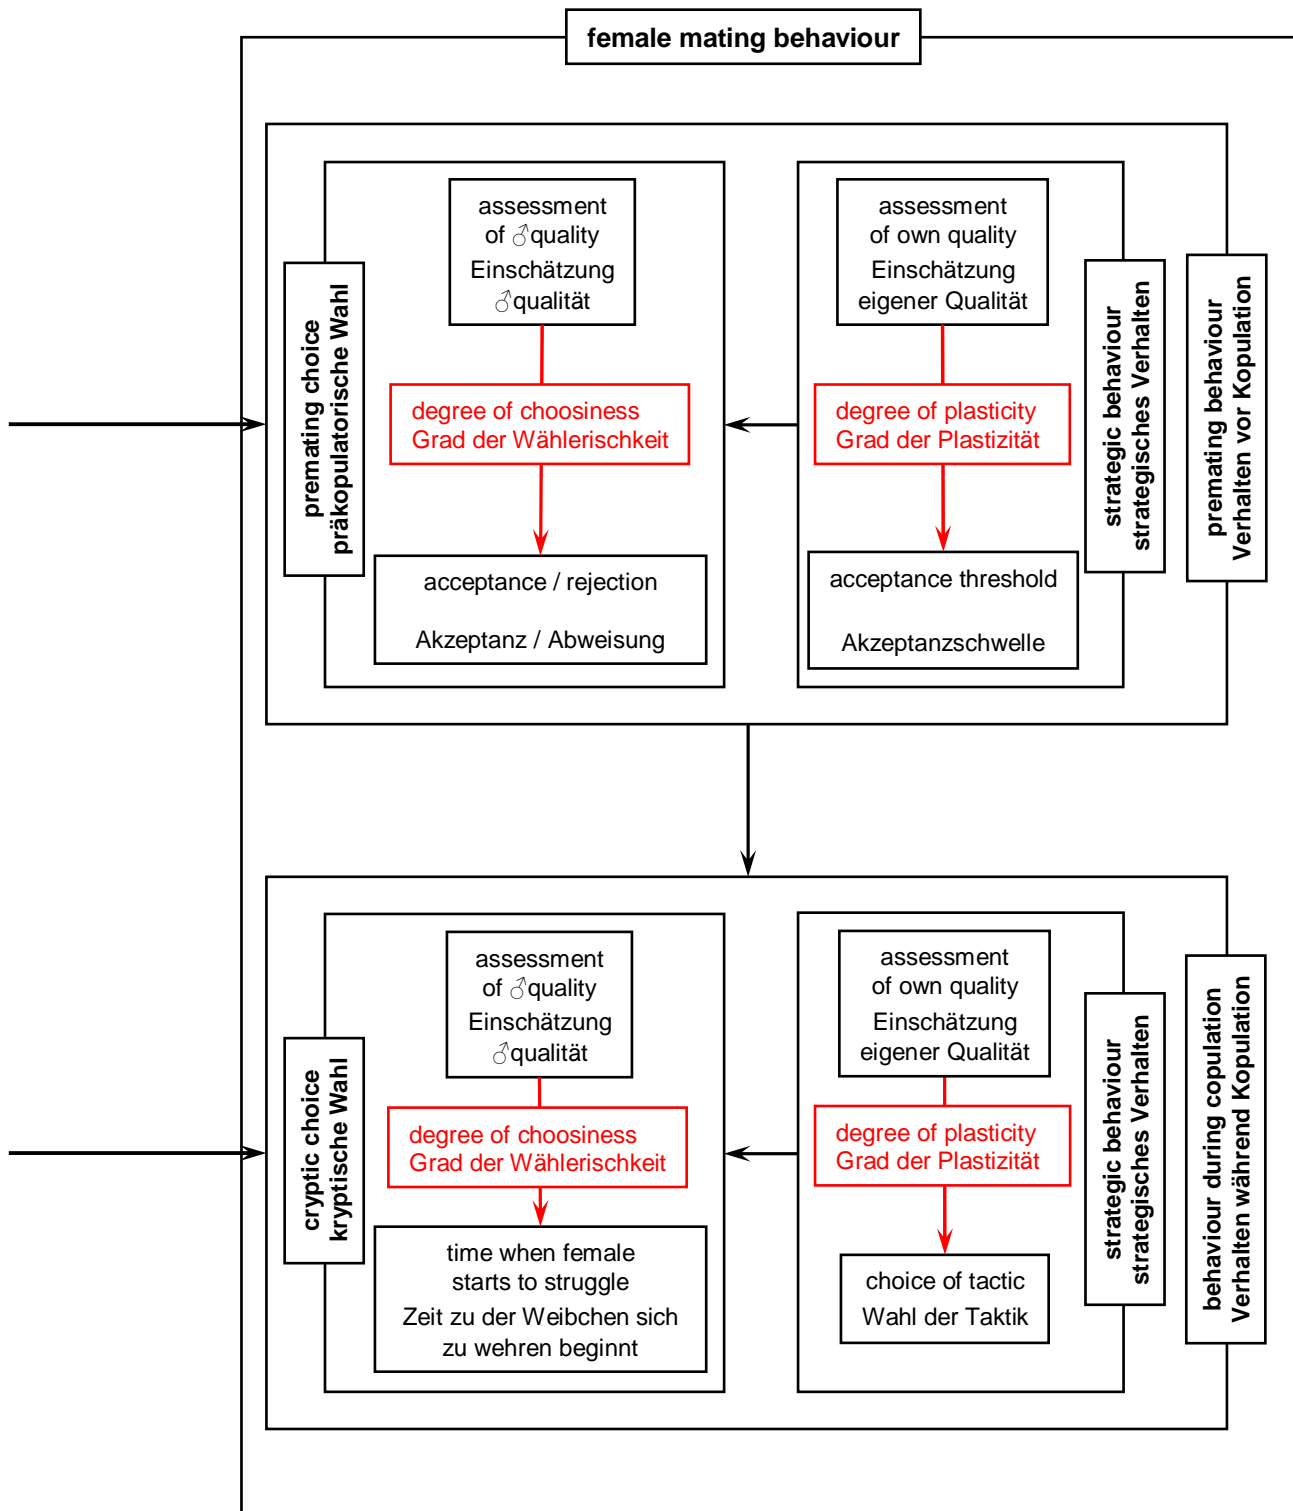 female mating behaviour
premating choice
präkopulatorische Wahl
assessment
of ♂quality
Einschätzung
♂qualität
degree of choosiness
Grad der Wählerischkeit
acceptance / rejection
Akzeptanz / Abweisung
assessment
of own quality
Einschätzung
eigener Qualität
degree of plasticity
Grad der Plastizität
acceptance threshold
Akzeptanzschwelle
strategic behaviour
strategisches Verhalten
premating behaviour
Verhalten vor Kopulation
cryptic choice
kryptische Wahl
assessment
of ♂quality
Einschätzung
♂qualität
degree of choosiness
Grad der Wählerischkeit
time when female
starts to struggle
Zeit zu der Weibchen sich
zu wehren beginnt
assessment
of own quality
Einschätzung
eigener Qualität
degree of plasticity
Grad der Plastizität
choice of tactic
Wahl der Taktik
strategic behaviour
strategisches Verhalten
behaviour during copulation
Verhalten während Kopulation